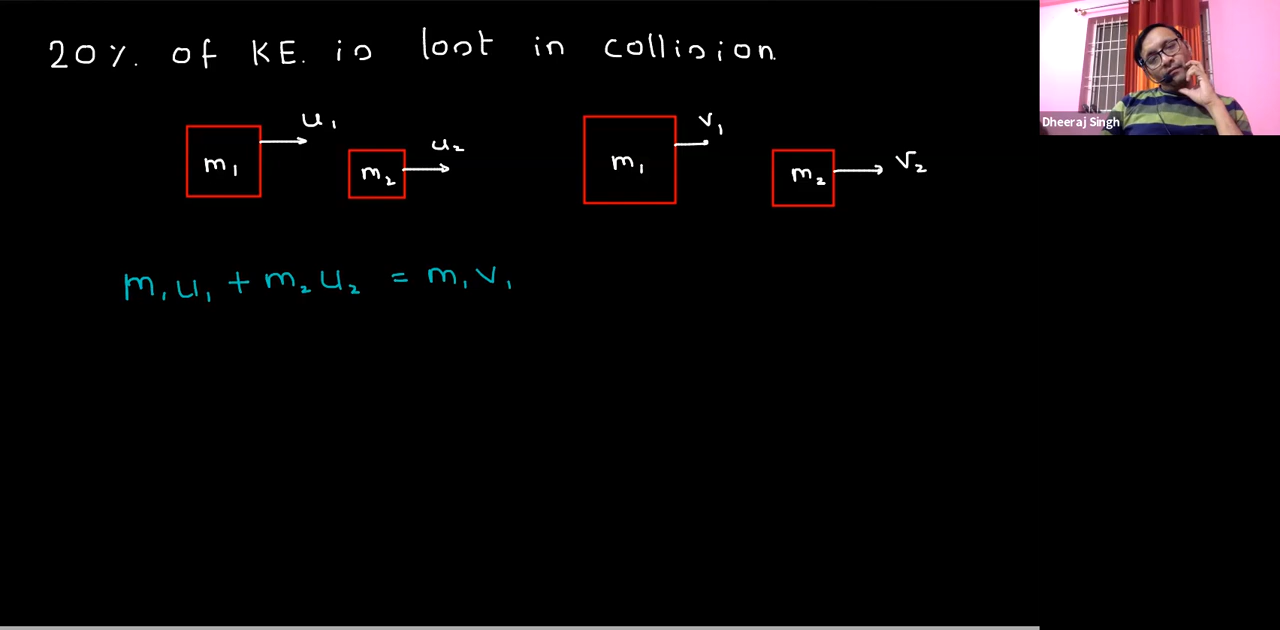 20% of KE. is lost in collision.
u₁
u₂
v₁
v₂
m₁
m₂
m₁
m₂
m₁u₁ + m₂u₂ = m₁v₁
Dheeraj Singh